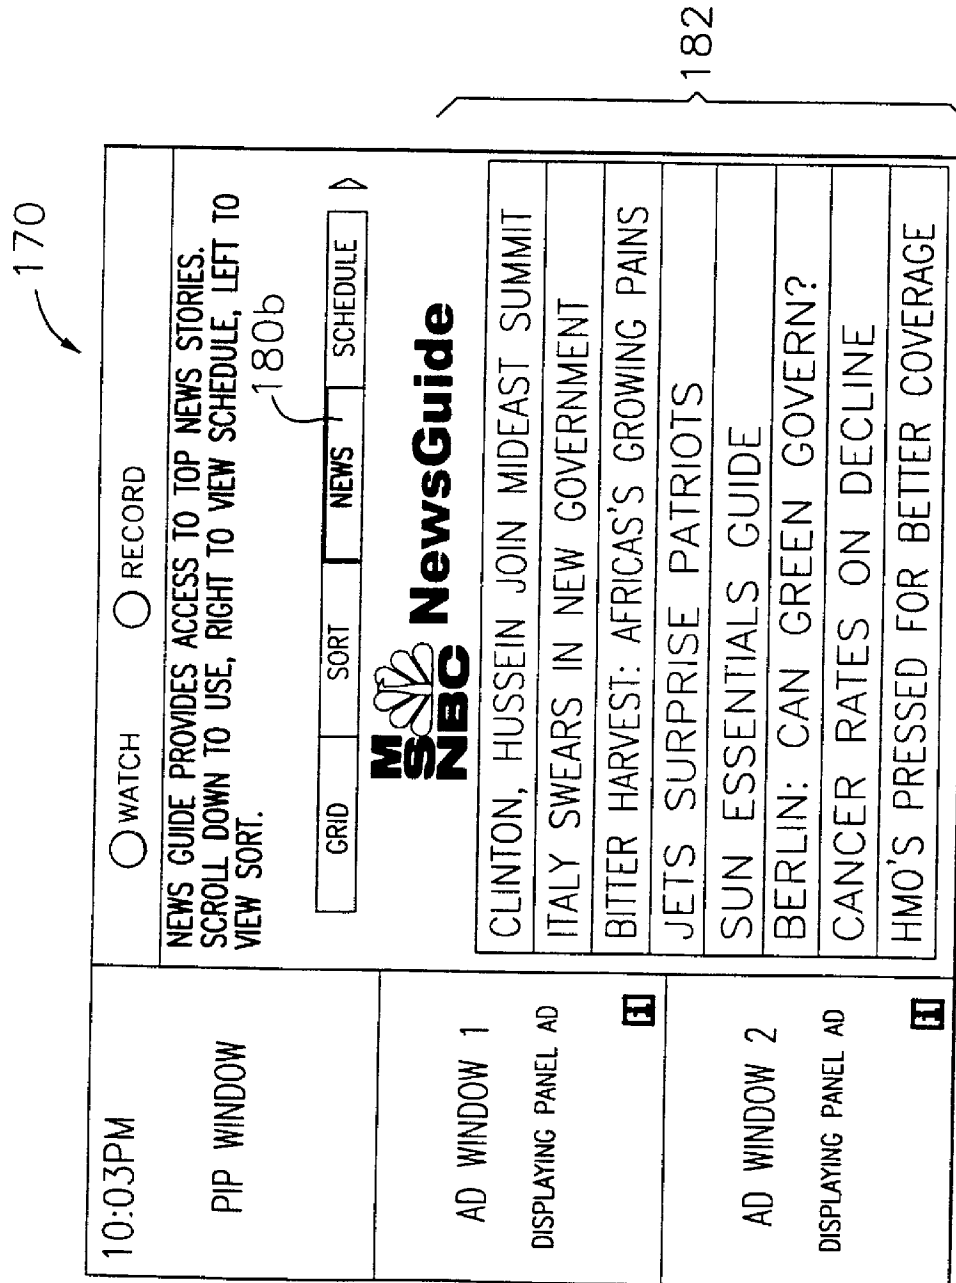 170
10:03PM
WATCH RECORD
PIP WINDOW
NEWS GUIDE PROVIDES ACCESS TO TOP NEWS STORIES.
SCROLL DOWN TO USE, RIGHT TO VIEW SCHEDULE, LEFT TO
VIEW SORT.
180b
GRID SORT NEWS SCHEDULE
MS
NBC NewsGuide
AD WINDOW 1
DISPLAYING PANEL AD
i
AD WINDOW 2
DISPLAYING PANEL AD
i
CLINTON, HUSSEIN JOIN MIDEAST SUMMIT
ITALY SWEARS IN NEW GOVERNMENT
BITTER HARVEST: AFRICAS'S GROWING PAINS
JETS SURPRISE PATRIOTS
SUN ESSENTIALS GUIDE
BERLIN: CAN GREEN GOVERN?
CANCER RATES ON DECLINE
HMO'S PRESSED FOR BETTER COVERAGE
182